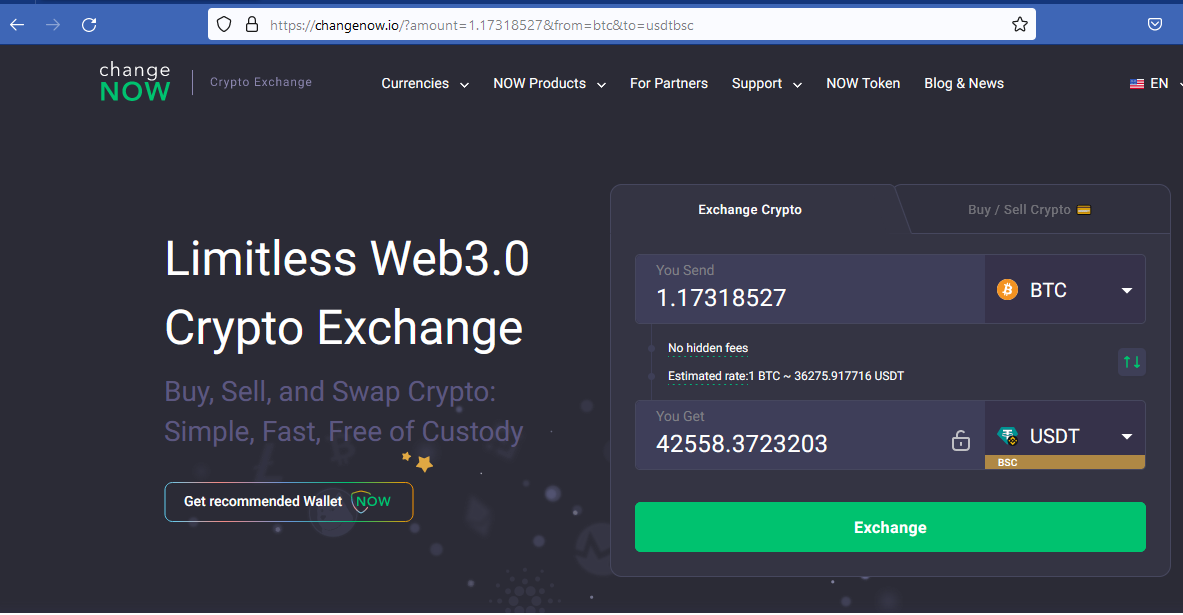 https://changenow.io/?amount=1.17318527&from=btc&to=usdtbsc
change
NOW
Crypto Exchange
Currencies NOW Products For Partners Support NOW Token Blog & News EN
Exchange Crypto
Buy / Sell Crypto
Limitless Web3.0
Crypto Exchange
Buy, Sell, and Swap Crypto:
Simple, Fast, Free of Custody
Get recommended Wallet NOW
You Send
1.17318527
BTC
No hidden fees
Estimated rate:1 BTC ~ 36275.917716 USDT
You Get
42558.3723203
USDT
BSC
Exchange